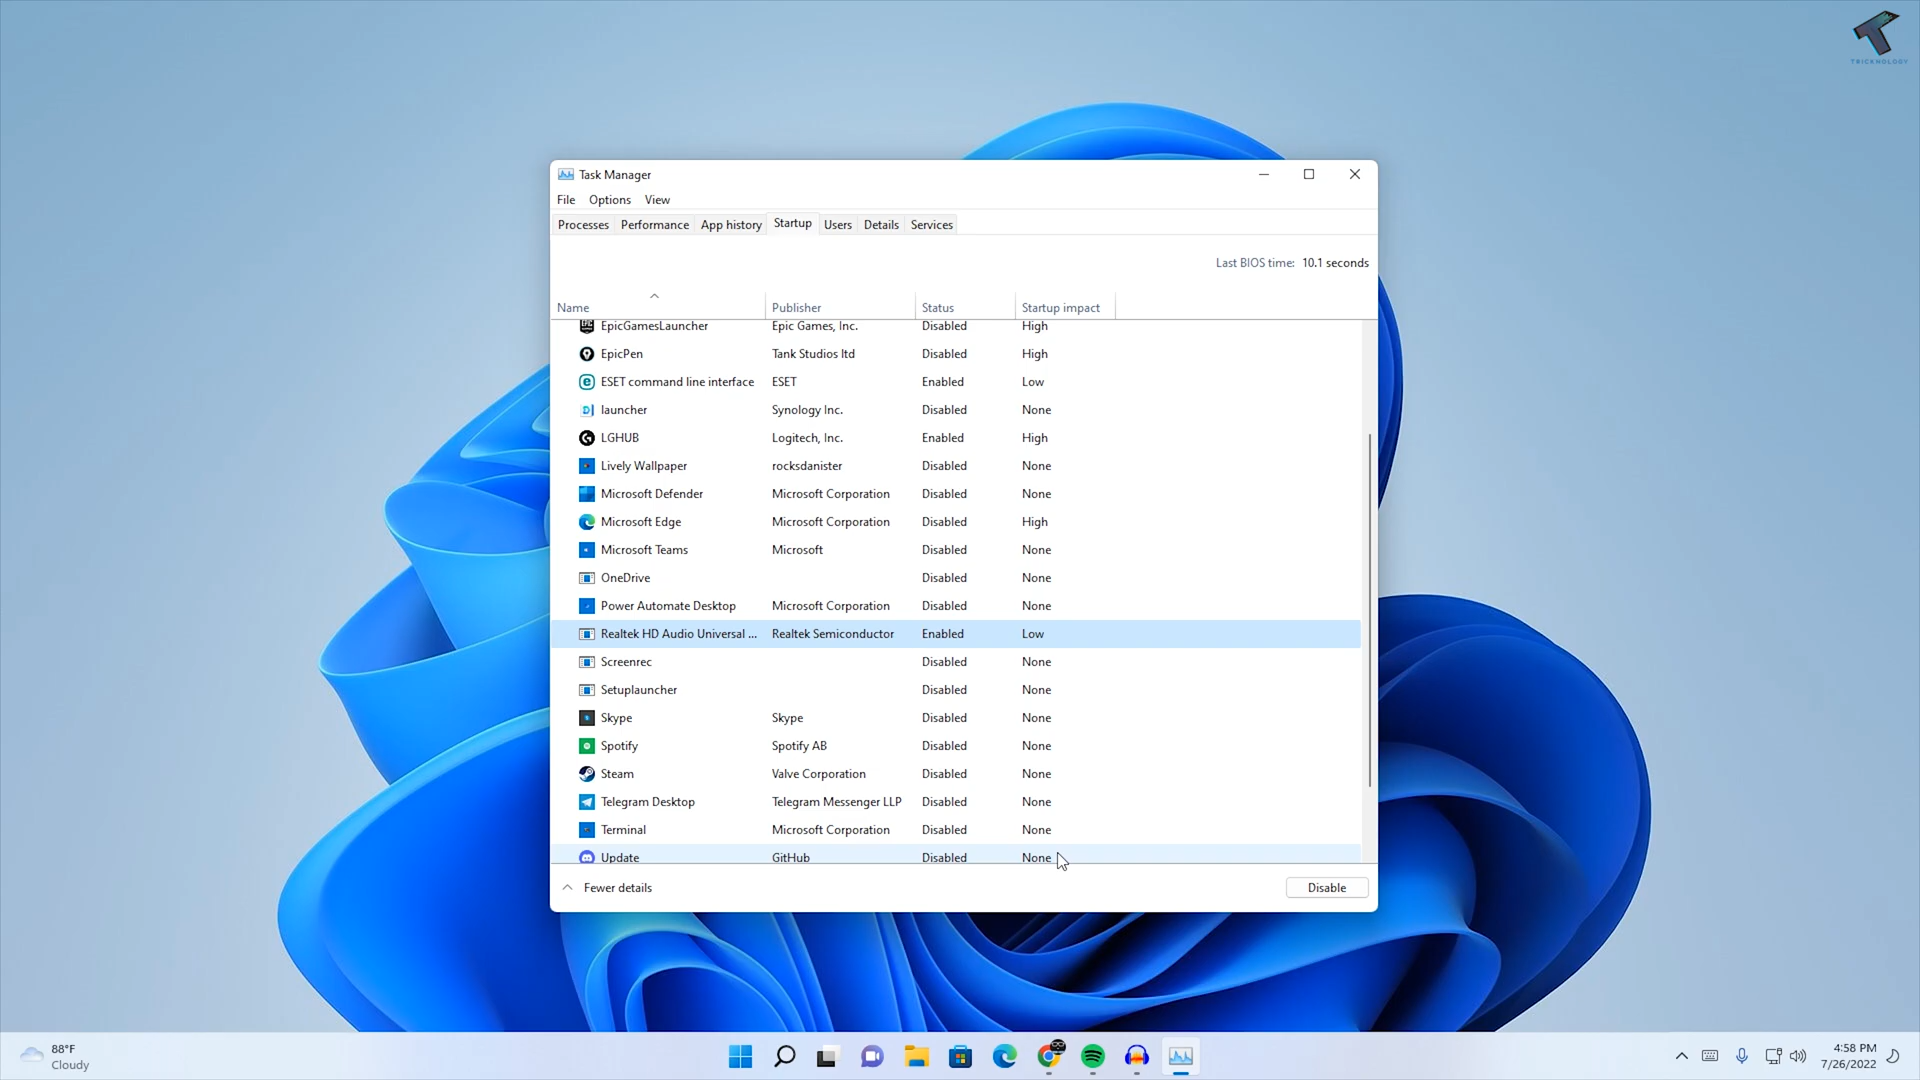 TRICKNOLOGY
Task Manager
File Options View
Processes Performance App history Startup Users Details Services
Last BIOS time: 10.1 seconds
Name Publisher Status Startup impact
EpicGamesLauncher Epic Games, Inc. Disabled High
EpicPen Tank Studios ltd Disabled High
ESET command line interface ESET Enabled Low
launcher Synology Inc. Disabled None
LGHUB Logitech, Inc. Enabled High
Lively Wallpaper rocksdanister Disabled None
Microsoft Defender Microsoft Corporation Disabled None
Microsoft Edge Microsoft Corporation Disabled High
Microsoft Teams Microsoft Disabled None
OneDrive Disabled None
Power Automate Desktop Microsoft Corporation Disabled None
Realtek HD Audio Universal ... Realtek Semiconductor Enabled Low
Screenrec Disabled None
Setuplauncher Disabled None
Skype Skype Disabled None
Spotify Spotify AB Disabled None
Steam Valve Corporation Disabled None
Telegram Desktop Telegram Messenger LLP Disabled None
Terminal Microsoft Corporation Disabled None
Update GitHub Disabled None
Fewer details Disable
88°F
Cloudy
4:58 PM
7/26/2022